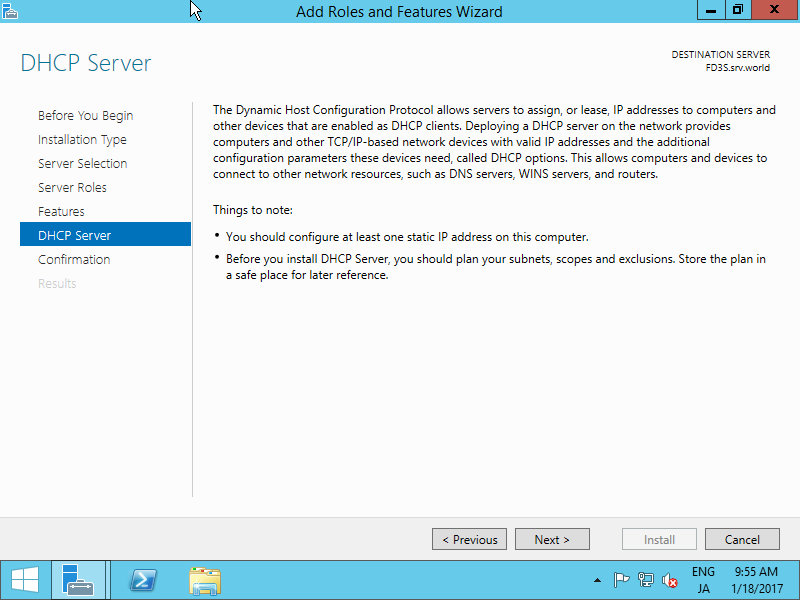 Add Roles and Features Wizard
DHCP Server
DESTINATION SERVER
FD3S.srv.world
Before You Begin
Installation Type
Server Selection
Server Roles
Features
DHCP Server
Confirmation
Results
The Dynamic Host Configuration Protocol allows servers to assign, or lease, IP addresses to computers and
other devices that are enabled as DHCP clients. Deploying a DHCP server on the network provides
computers and other TCP/IP-based network devices with valid IP addresses and the additional
configuration parameters these devices need, called DHCP options. This allows computers and devices to
connect to other network resources, such as DNS servers, WINS servers, and routers.
Things to note:
• You should configure at least one static IP address on this computer.
• Before you install DHCP Server, you should plan your subnets, scopes and exclusions. Store the plan in
a safe place for later reference.
< Previous
Next >
Install
Cancel
ENG
JA
9:55 AM
1/18/2017